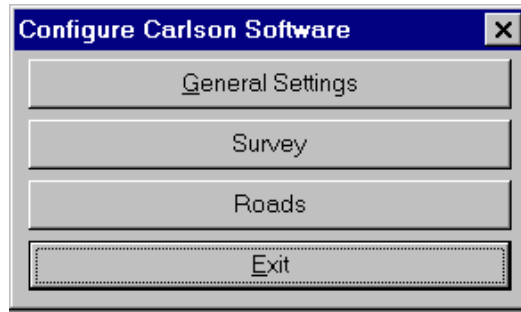 Configure Carlson Software
General Settings
Survey
Roads
Exit